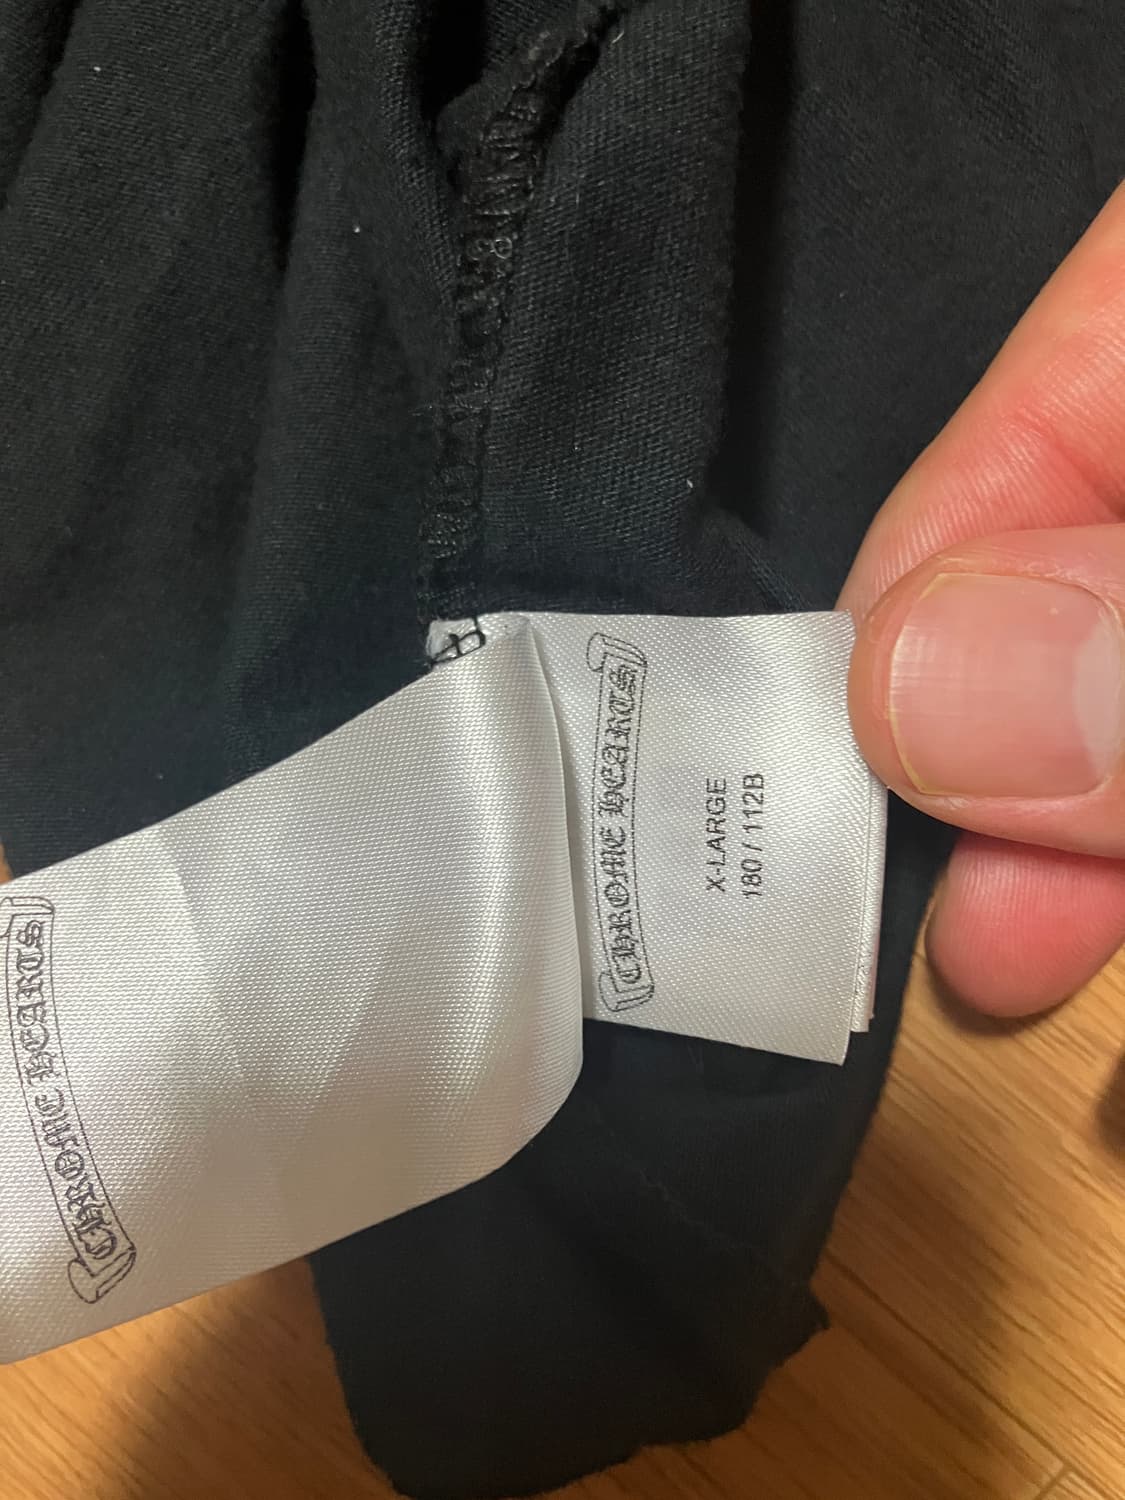 CHROME HEARTS
CHROME HEARTS
X-LARGE
180 / 112B